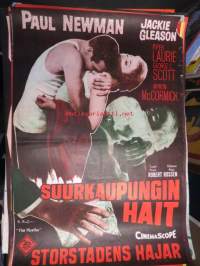 PAUL NEWMAN
JACKIE GLEASON
PIPER LAURIE
GEORGE C. SCOTT
MYRON McCORMICK
ROBERT ROSSEN
SUURKAUPUNGIN
HAIT
"The Hustler"
CINEMASCOPE
STORSTADENS HAJAR